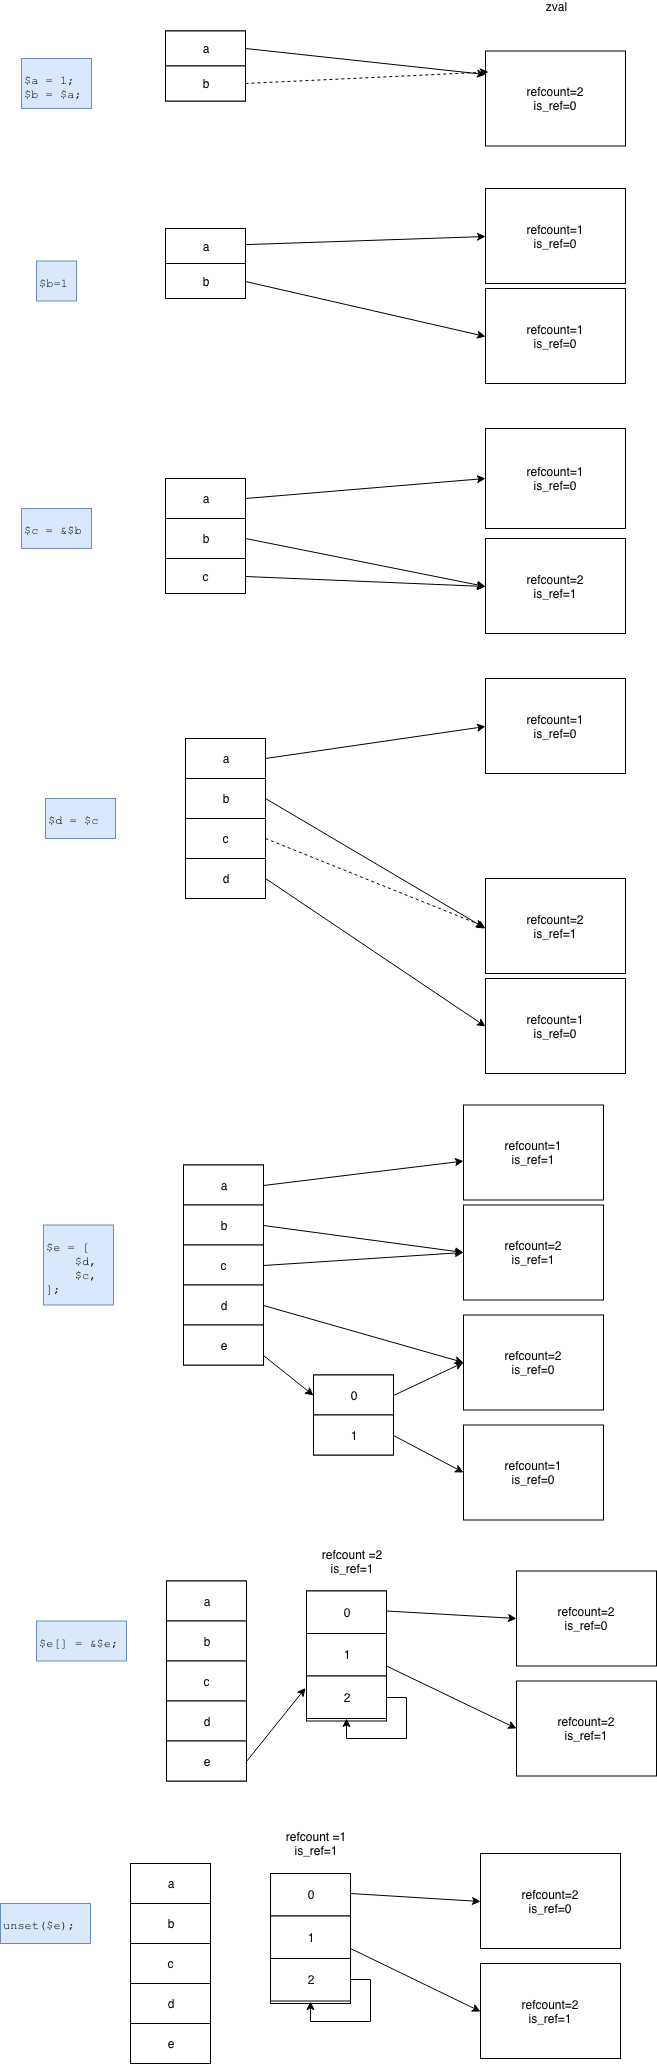 zval
$a = 1;
$b = $a;
a
b
refcount=2
is_ref=0
$b=1
a
b
refcount=1
is_ref=0
refcount=1
is_ref=0
$c = &$b
a
b
c
refcount=1
is_ref=0
refcount=2
is_ref=1
$d = $c
a
b
c
d
refcount=1
is_ref=0
refcount=2
is_ref=1
refcount=1
is_ref=0
$e = [
$d,
$c,
];
a
b
c
d
e
0
1
refcount=1
is_ref=1
refcount=2
is_ref=1
refcount=2
is_ref=0
refcount=1
is_ref=0
$e[] = &$e;
a
b
c
d
e
refcount =2
is_ref=1
0
1
2
refcount=2
is_ref=0
refcount=2
is_ref=1
unset($e);
a
b
c
d
e
refcount =1
is_ref=1
0
1
2
refcount=2
is_ref=0
refcount=2
is_ref=1